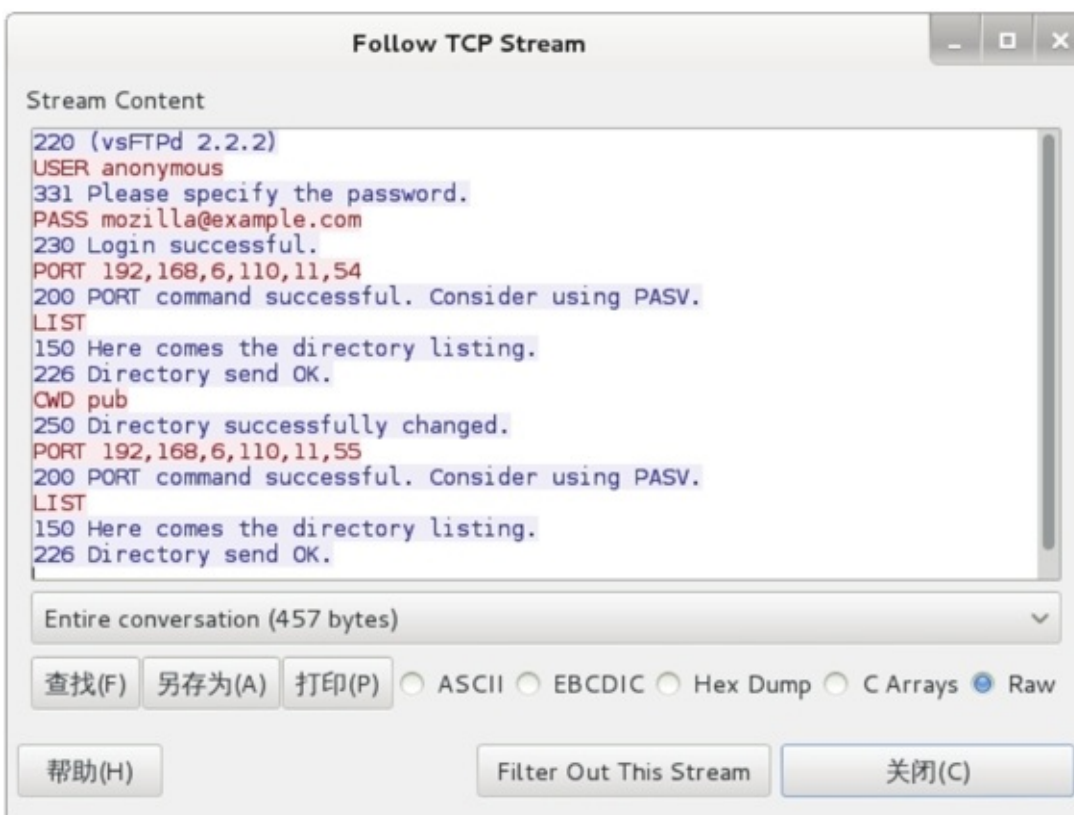 Follow TCP Stream
Stream Content
220 (vsFTPd 2.2.2)
USER anonymous
331 Please specify the password.
PASS mozilla@example.com
230 Login successful.
PORT 192,168,6,110,11,54
200 PORT command successful. Consider using PASV.
LIST
150 Here comes the directory listing.
226 Directory send OK.
CWD pub
250 Directory successfully changed.
PORT 192,168,6,110,11,55
200 PORT command successful. Consider using PASV.
LIST
150 Here comes the directory listing.
226 Directory send OK.
Entire conversation (457 bytes)
查找(F) 另存为(A) 打印(P) ASCII EBCDIC Hex Dump C Arrays Raw
帮助(H) Filter Out This Stream 关闭(C)